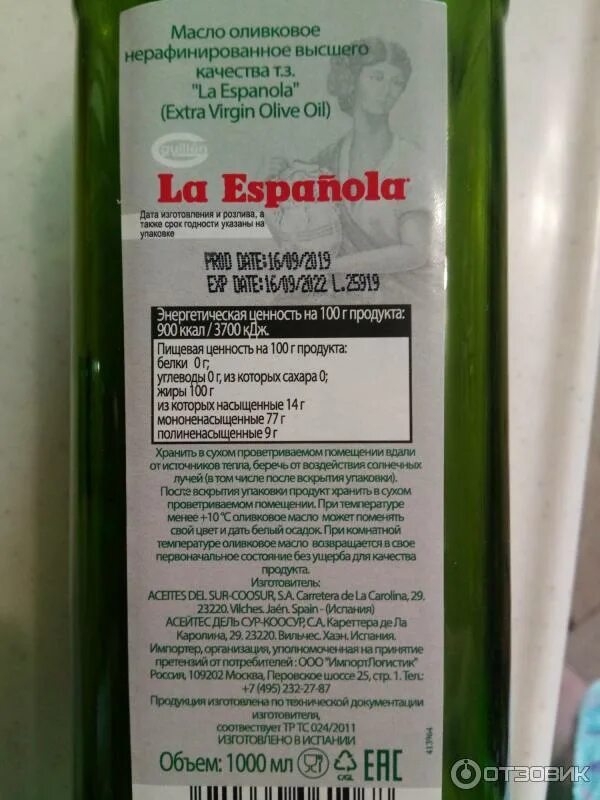 Масло оливковое
нерафинированное высшего
качества т.з.
"La Espanola"
(Extra Virgin Olive Oil)
guillén
La Española
Дата изготовления и розлива, а
также срок годности указаны на
упаковке
PROD DATE:16/09/2019
EXP DATE:16/09/2022 L.25919
Энергетическая ценность на 100 г продукта:
900 ккал / 3700 кДж.
Пищевая ценность на 100 г продукта:
белки 0 г;
углеводы 0 г, из которых сахара 0;
жиры 100 г
из которых насыщенные 14 г
мононенасыщенные 77 г
полиненасыщенные 9 г
Хранить в сухом проветриваемом помещении вдали
от источников тепла, беречь от воздействия солнечных
лучей (в том числе после вскрытия упаковки).
После вскрытия упаковки продукт хранить в сухом
проветриваемом помещении. При температуре
менее +10 °C оливковое масло может поменять
свой цвет и дать белый осадок. При комнатной
температуре оливковое масло возвращается в свое
первоначальное состояние без ущерба для качества
продукта.
Изготовитель:
ACEITES DEL SUR-COOSUR, S.A. Carretera de La Carolina, 29.
23220. Vilches. Jaén. Spain - (Испания)
АСЕЙТЕС ДЕЛЬ СУР-КООСУР, С.А, Кареттера де Ла
Каролина, 29. 23220. Вильчес. Хаэн. Испания.
Импортер, организация, уполномоченная на принятие
претензий от потребителей : ООО "ИмпортЛогистик"
Россия, 109202 Москва, Перовское шоссе 25, стр. 1. Тел.:
+7 (495) 232-27-87
Продукция изготовлена по технической документации
изготовителя,
соотвествует ТР ТС 024/2011
ИЗГОТОВЛЕНО В ИСПАНИИ
413964
Объем: 1000 мл
C/GL
EAC
ОТЗОВИК